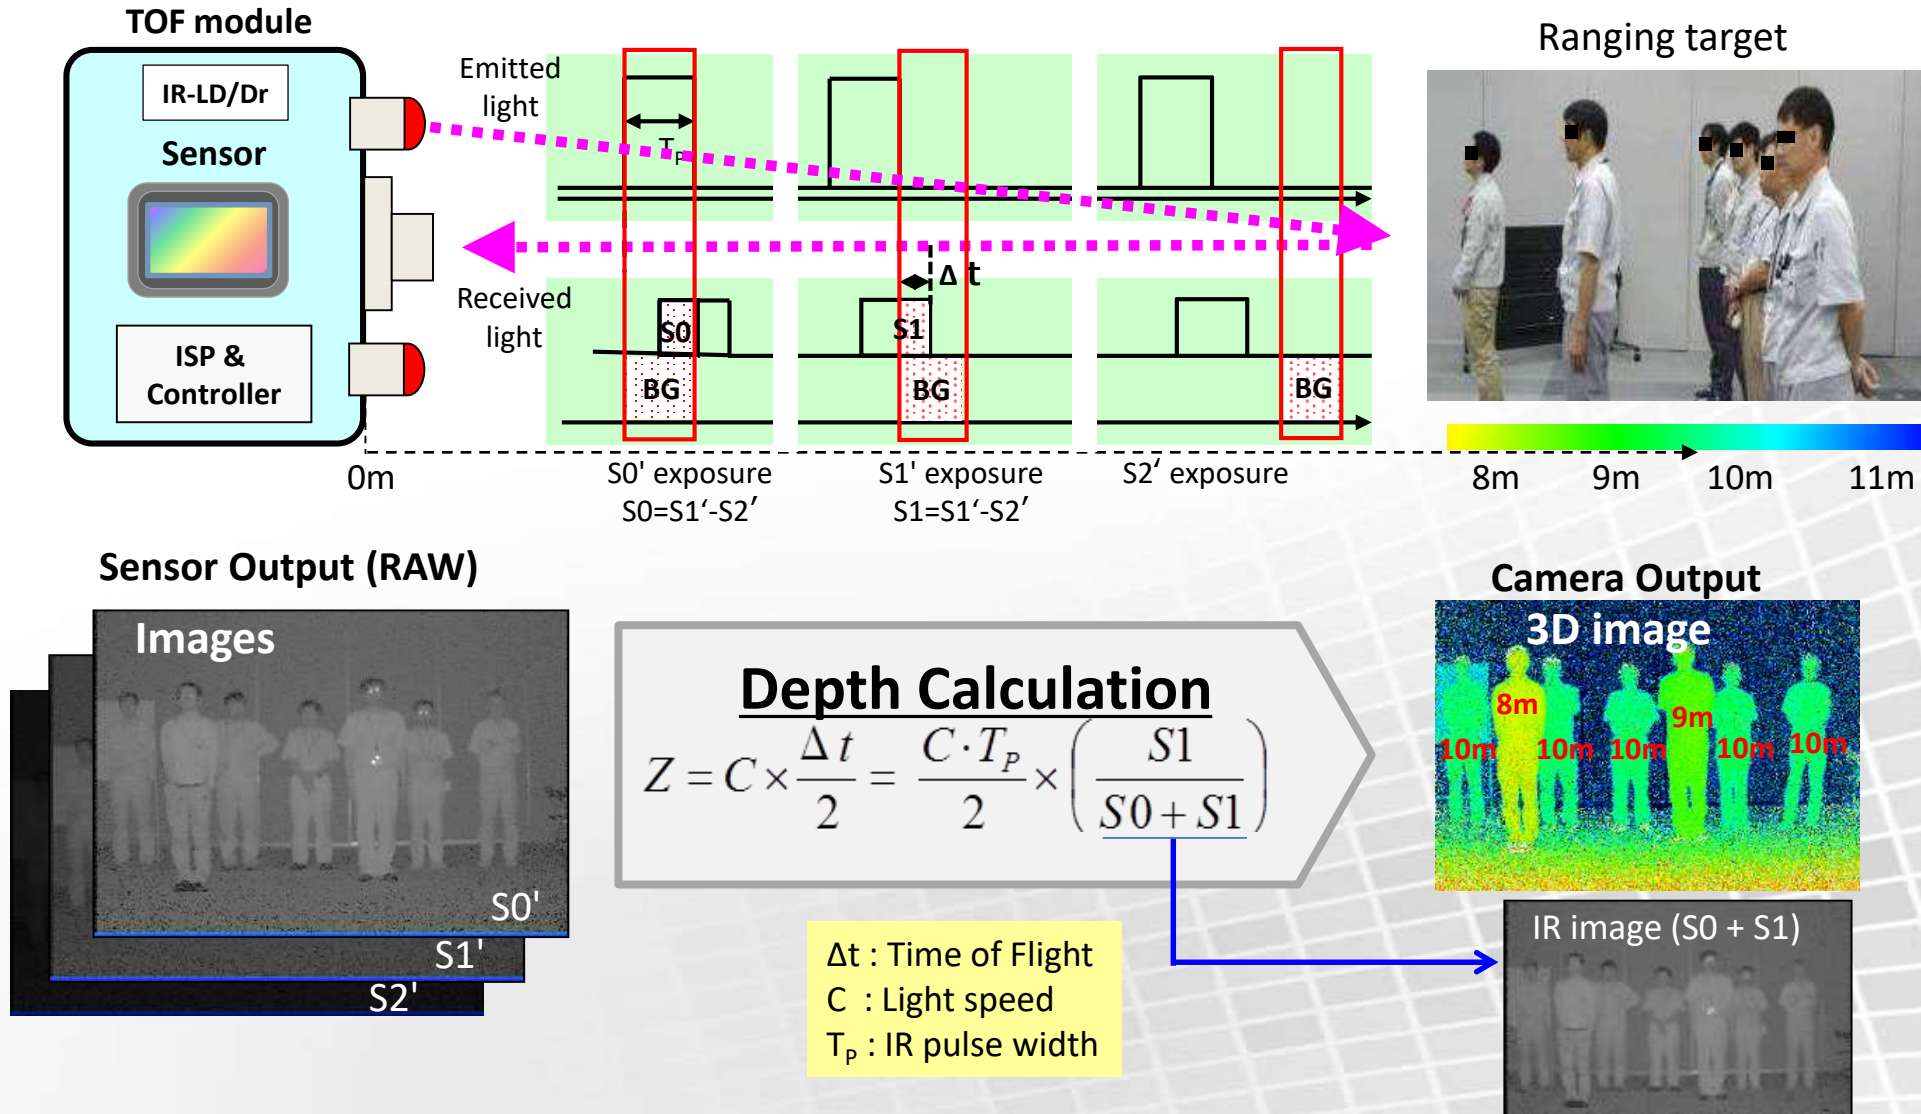 TOF module
IR-LD/Dr
Sensor
ISP &
Controller
Emitted
light
T_P
Received
light
Δ t
S0
BG
S1
BG
BG
Ranging target
0m
S0' exposure
S0=S1‘-S2’
S1' exposure
S1=S1‘-S2’
S2‘ exposure
8m 9m 10m 11m
Sensor Output (RAW)
Images
S0'
S1'
S2'
Depth Calculation
Z = C × Δt / 2 = C·T_P / 2 × ( S1 / S0 + S1 )
Δt : Time of Flight
C : Light speed
T_P : IR pulse width
Camera Output
3D image
8m
9m
10m 10m 10m 10m 10m
IR image (S0 + S1)